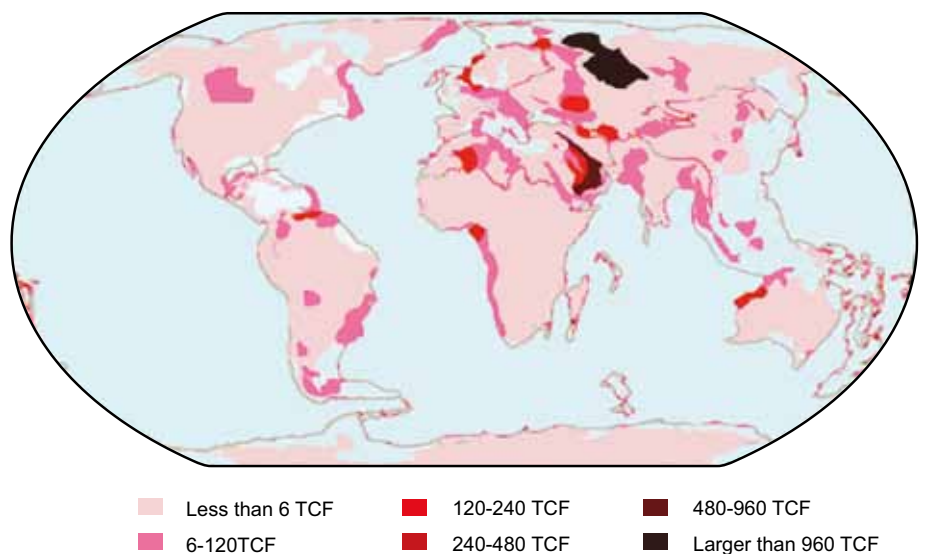 Less than 6 TCF
120-240 TCF
480-960 TCF
6-120TCF
240-480 TCF
Larger than 960 TCF